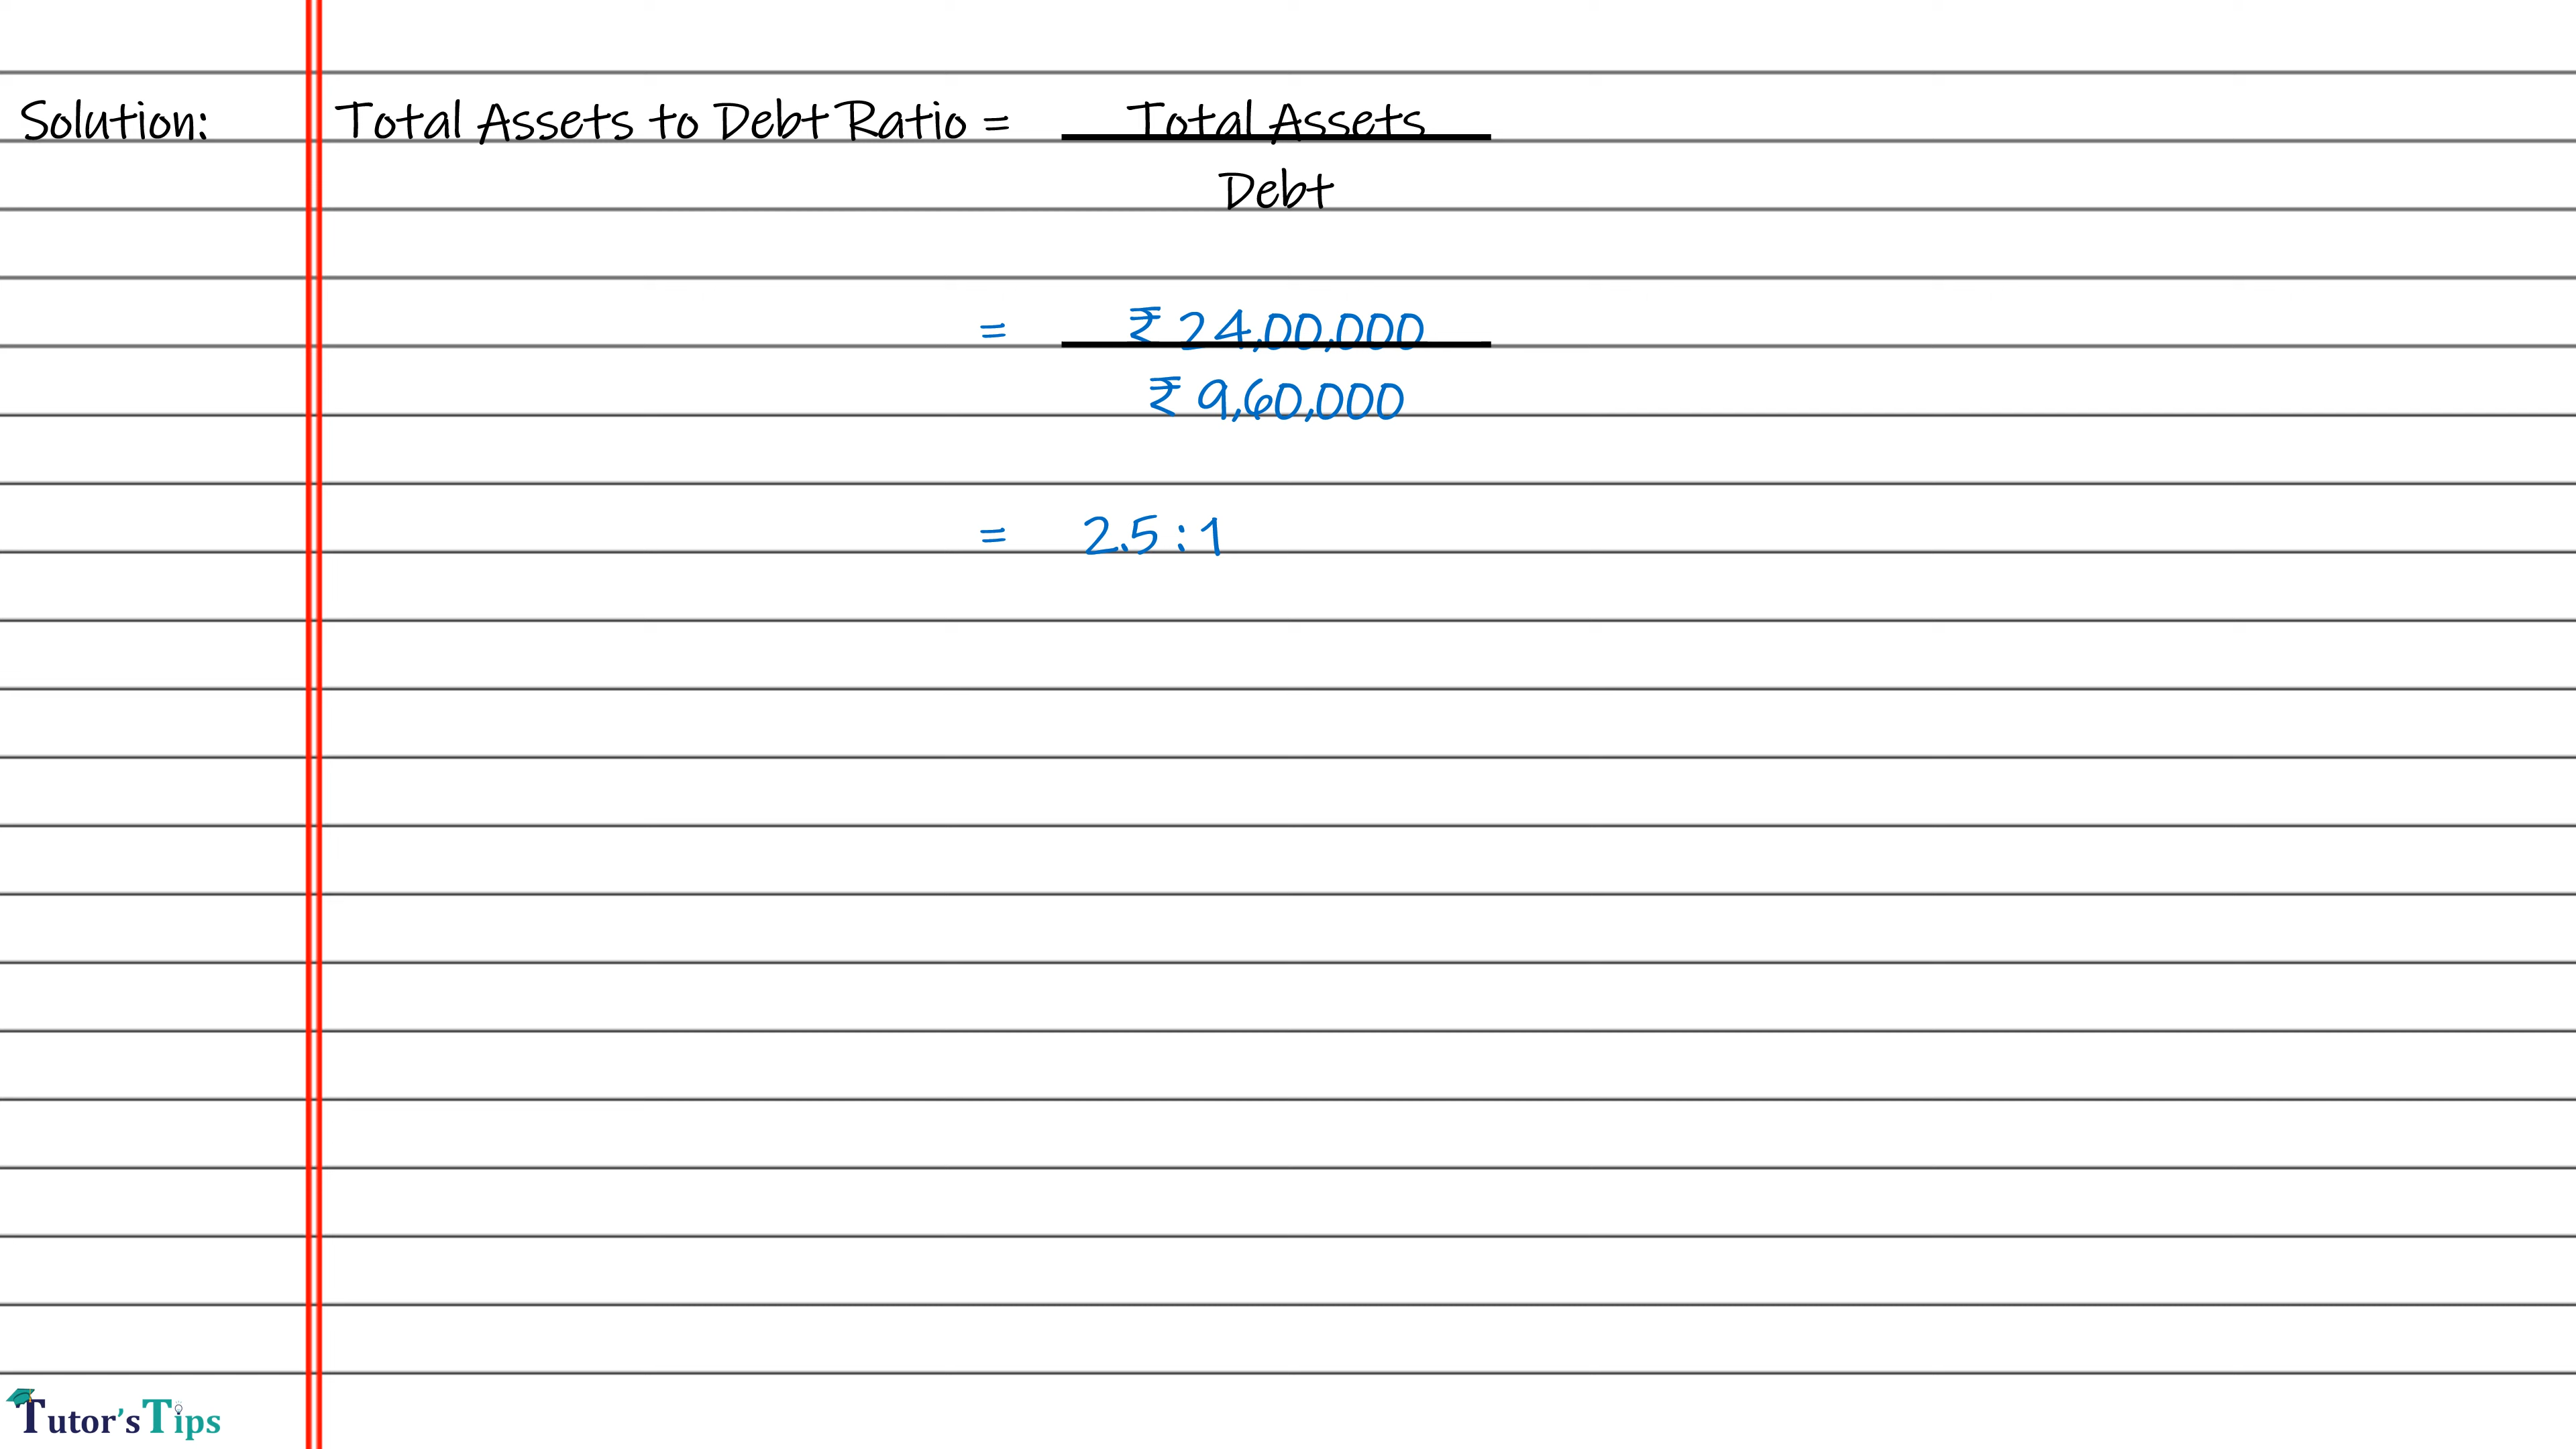 Solution: Total Assets to Debt Ratio = Total Assets
Debt
= ₹ 24,00,000
₹ 9,60,000
= 2.5 : 1
Tutor's Tips